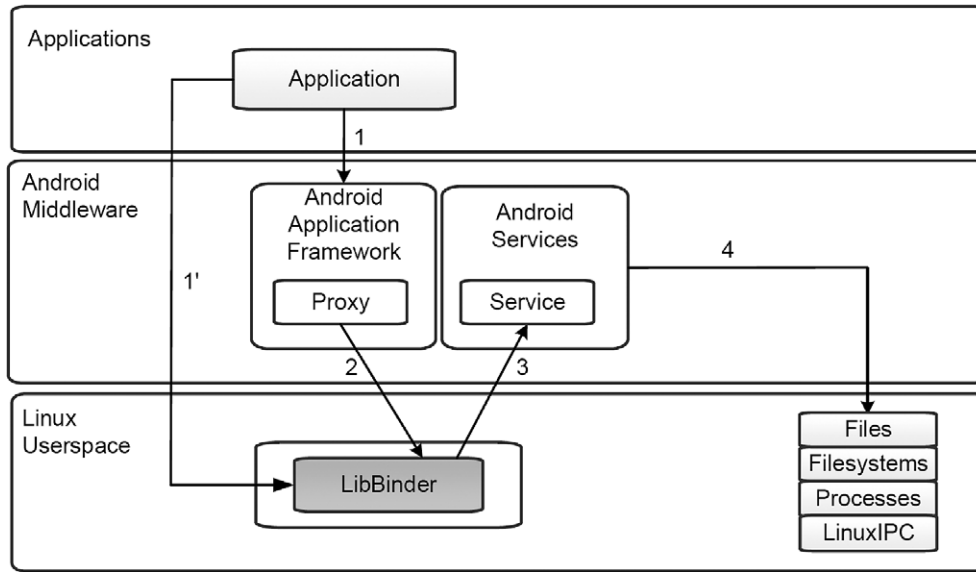 Applications
Application
1
Android
Middleware
Android
Application
Framework
Android
Services
4
1'
Proxy
Service
2
3
Linux
Userspace
LibBinder
Files
Filesystems
Processes
LinuxIPC